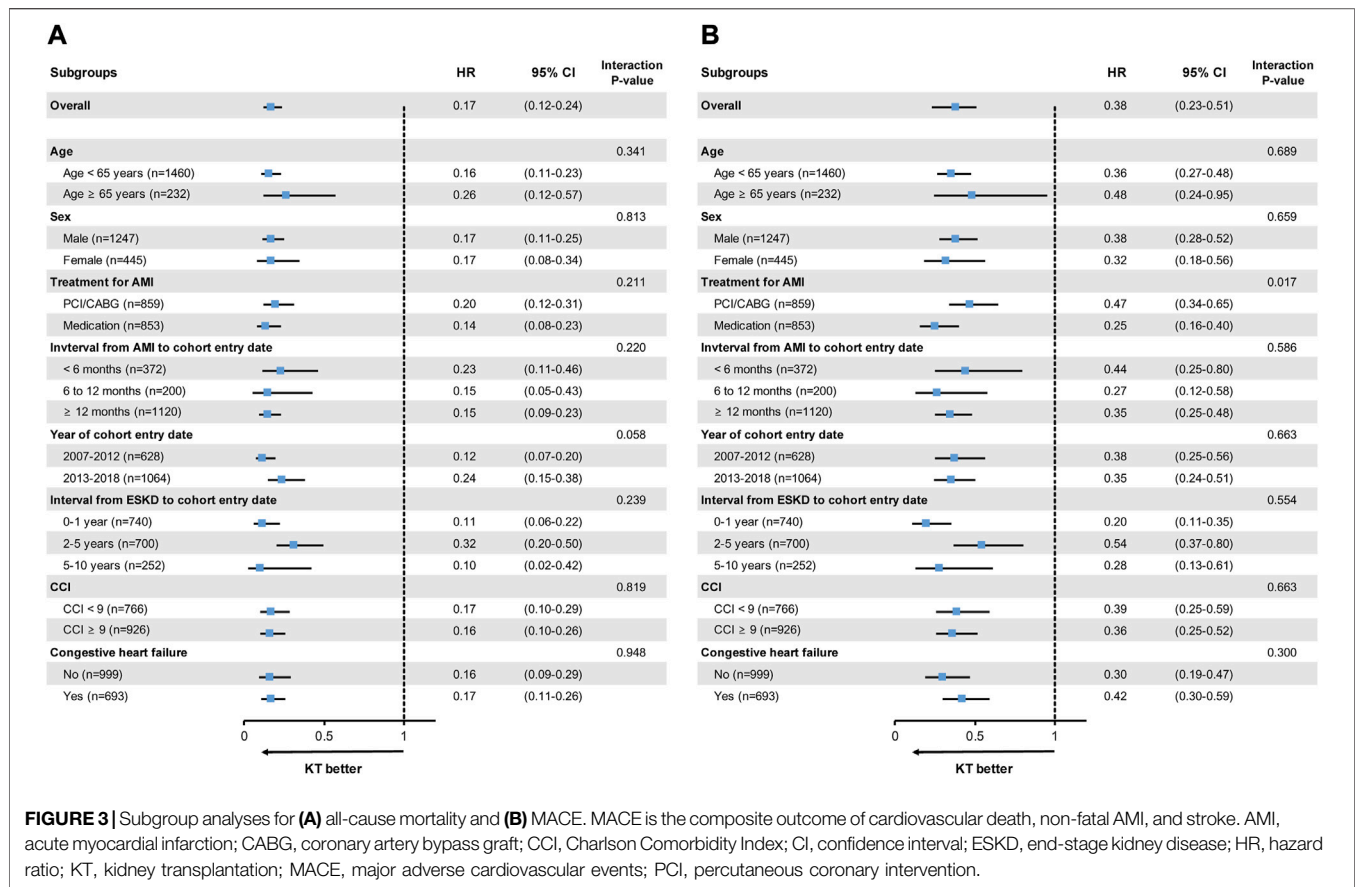 A
Subgroups HR 95% CI Interaction P-value
Overall 0.17 (0.12-0.24)
Age 0.341
Age < 65 years (n=1460) 0.16 (0.11-0.23)
Age ≥ 65 years (n=232) 0.26 (0.12-0.57)
Sex 0.813
Male (n=1247) 0.17 (0.11-0.25)
Female (n=445) 0.17 (0.08-0.34)
Treatment for AMI 0.211
PCI/CABG (n=859) 0.20 (0.12-0.31)
Medication (n=853) 0.14 (0.08-0.23)
Invterval from AMI to cohort entry date 0.220
< 6 months (n=372) 0.23 (0.11-0.46)
6 to 12 months (n=200) 0.15 (0.05-0.43)
≥ 12 months (n=1120) 0.15 (0.09-0.23)
Year of cohort entry date 0.058
2007-2012 (n=628) 0.12 (0.07-0.20)
2013-2018 (n=1064) 0.24 (0.15-0.38)
Interval from ESKD to cohort entry date 0.239
0-1 year (n=740) 0.11 (0.06-0.22)
2-5 years (n=700) 0.32 (0.20-0.50)
5-10 years (n=252) 0.10 (0.02-0.42)
CCI 0.819
CCI < 9 (n=766) 0.17 (0.10-0.29)
CCI ≥ 9 (n=926) 0.16 (0.10-0.26)
Congestive heart failure 0.948
No (n=999) 0.16 (0.09-0.29)
Yes (n=693) 0.17 (0.11-0.26)
0 0.5 1
KT better
B
Subgroups HR 95% CI Interaction P-value
Overall 0.38 (0.23-0.51)
Age 0.689
Age < 65 years (n=1460) 0.36 (0.27-0.48)
Age ≥ 65 years (n=232) 0.48 (0.24-0.95)
Sex 0.659
Male (n=1247) 0.38 (0.28-0.52)
Female (n=445) 0.32 (0.18-0.56)
Treatment for AMI 0.017
PCI/CABG (n=859) 0.47 (0.34-0.65)
Medication (n=853) 0.25 (0.16-0.40)
Invterval from AMI to cohort entry date 0.586
< 6 months (n=372) 0.44 (0.25-0.80)
6 to 12 months (n=200) 0.27 (0.12-0.58)
≥ 12 months (n=1120) 0.35 (0.25-0.48)
Year of cohort entry date 0.663
2007-2012 (n=628) 0.38 (0.25-0.56)
2013-2018 (n=1064) 0.35 (0.24-0.51)
Interval from ESKD to cohort entry date 0.554
0-1 year (n=740) 0.20 (0.11-0.35)
2-5 years (n=700) 0.54 (0.37-0.80)
5-10 years (n=252) 0.28 (0.13-0.61)
CCI 0.663
CCI < 9 (n=766) 0.39 (0.25-0.59)
CCI ≥ 9 (n=926) 0.36 (0.25-0.52)
Congestive heart failure 0.300
No (n=999) 0.30 (0.19-0.47)
Yes (n=693) 0.42 (0.30-0.59)
0 0.5 1
KT better
FIGURE 3 | Subgroup analyses for (A) all-cause mortality and (B) MACE. MACE is the composite outcome of cardiovascular death, non-fatal AMI, and stroke. AMI,
acute myocardial infarction; CABG, coronary artery bypass graft; CCI, Charlson Comorbidity Index; CI, confidence interval; ESKD, end-stage kidney disease; HR, hazard
ratio; KT, kidney transplantation; MACE, major adverse cardiovascular events; PCI, percutaneous coronary intervention.